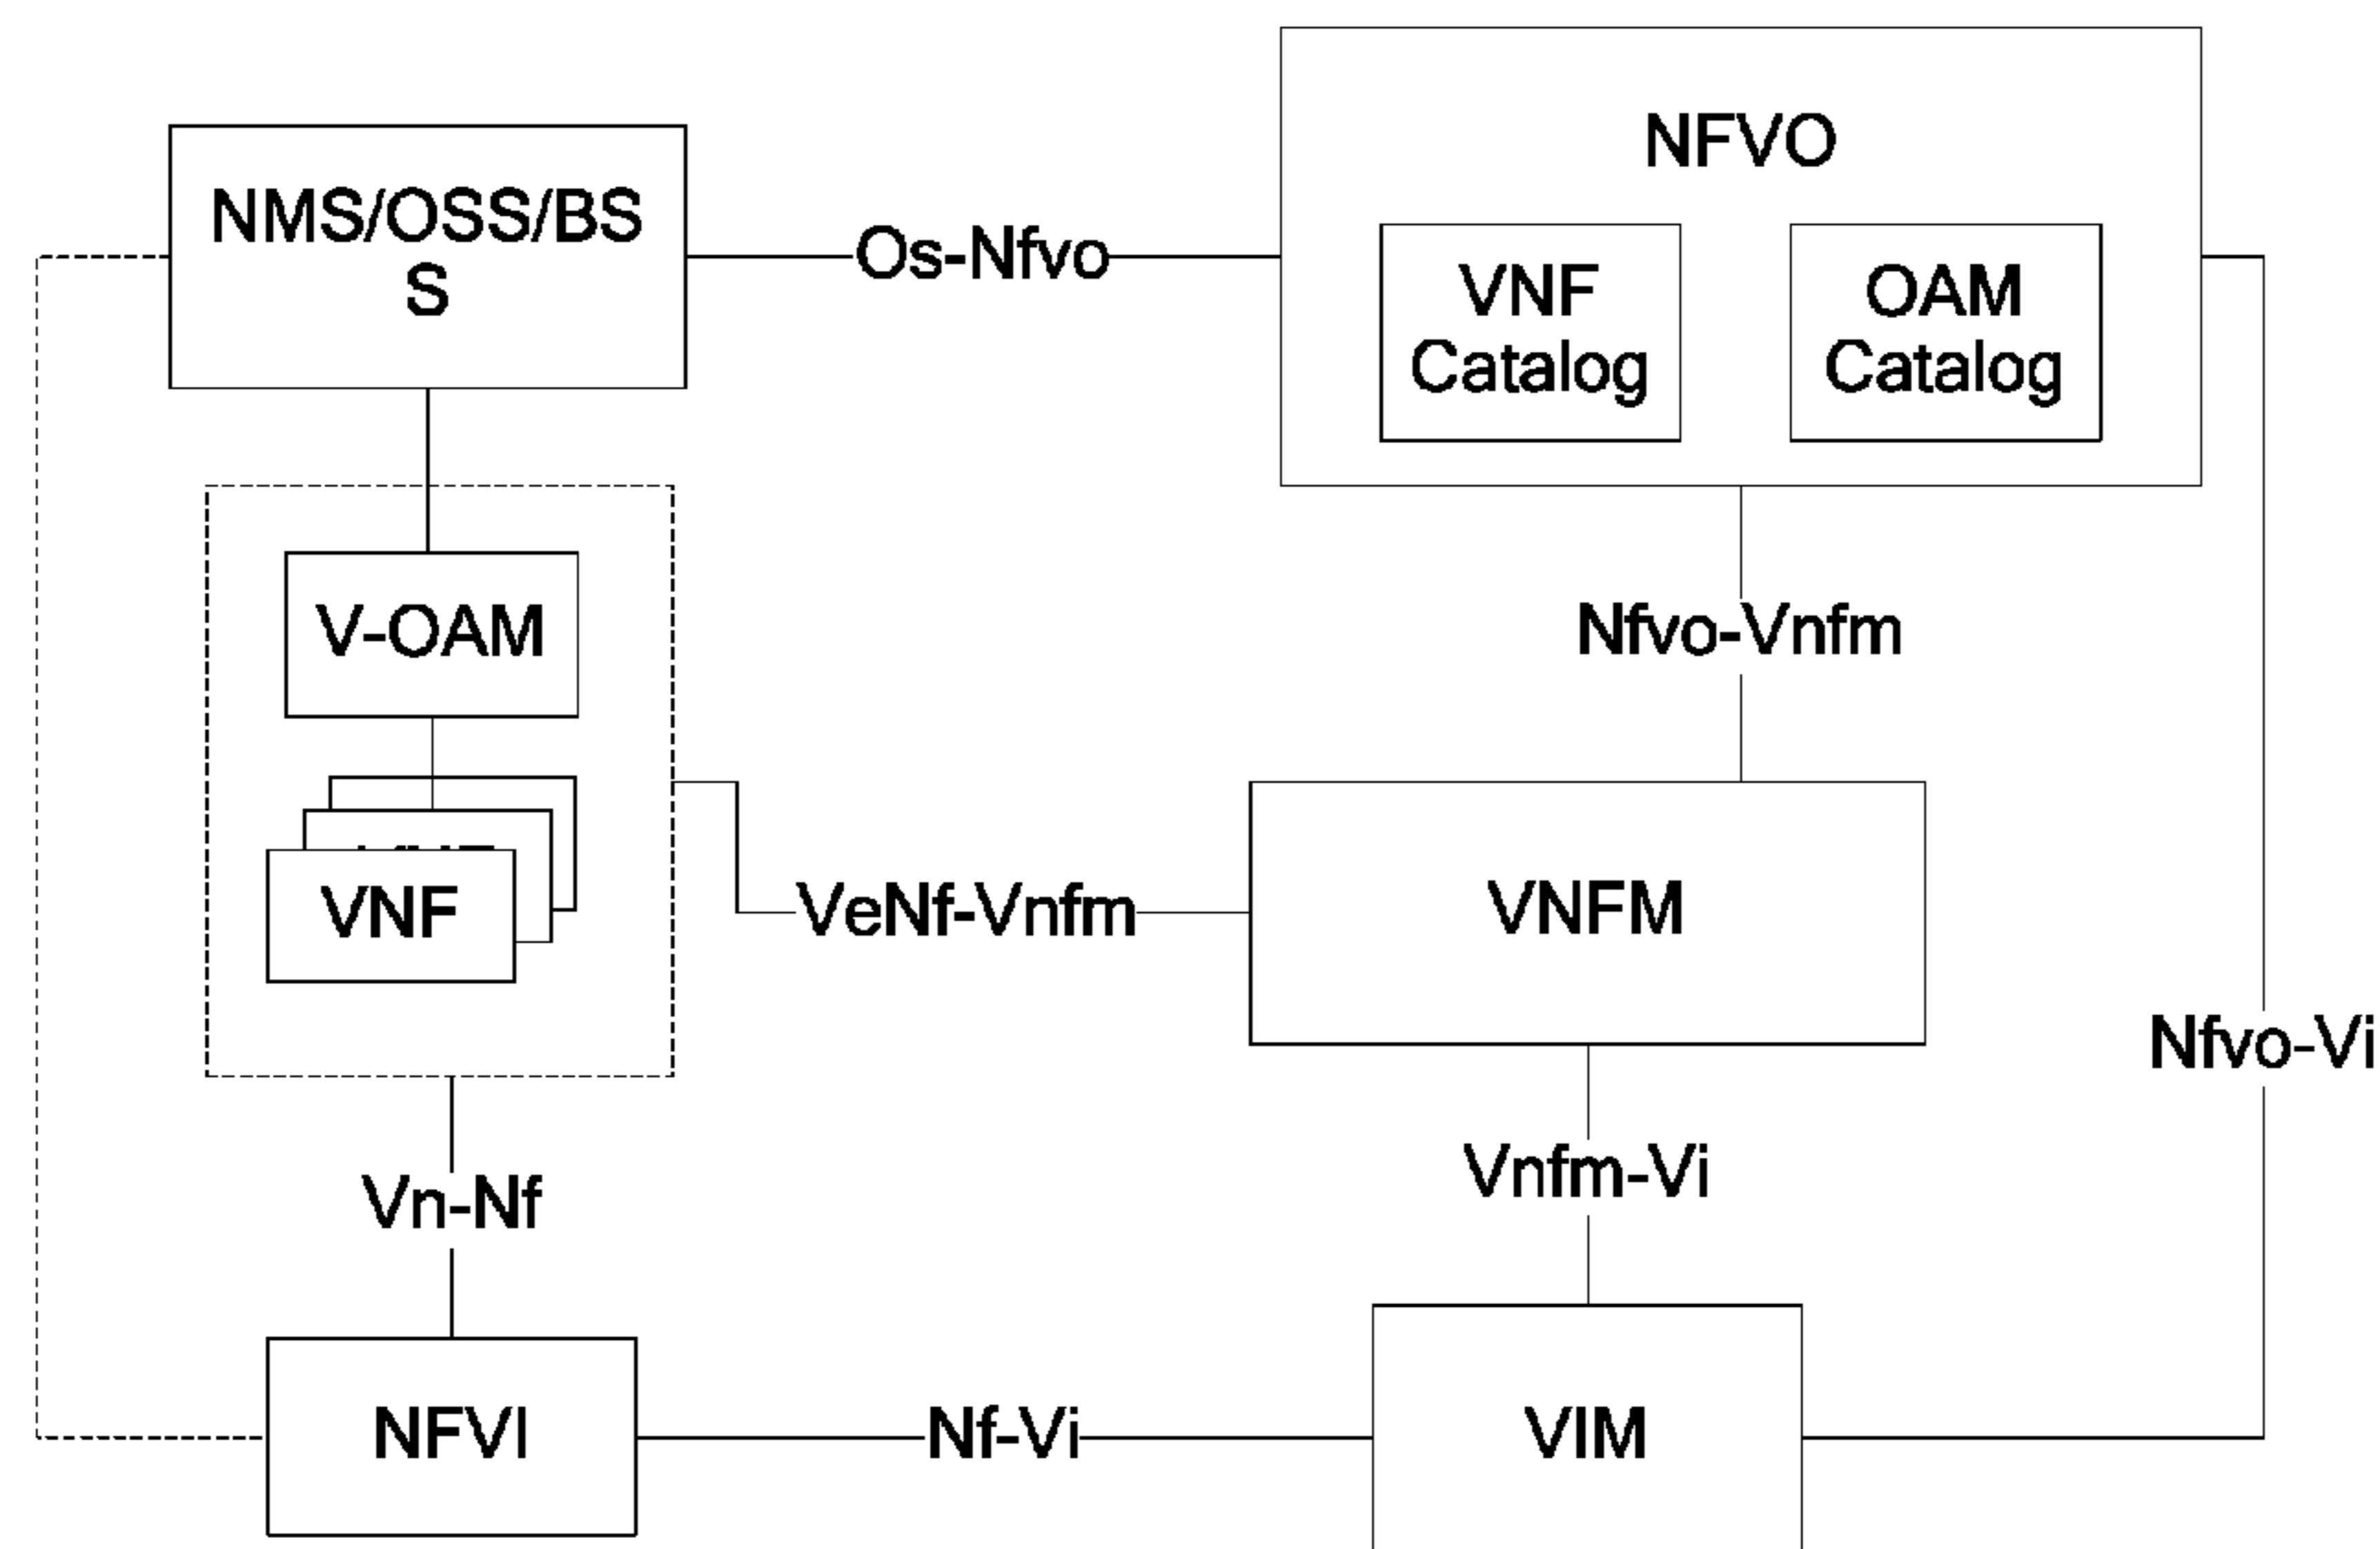 NFVO
NMS/OSS/BS
S
Os-Nfvo
VNF
Catalog
OAM
Catalog
V-OAM
Nfvo-Vnfm
VNF
VeNf-Vnfm
VNFM
Nfvo-Vi
Vn-Nf
Vnfm-Vi
NFVI
Nf-Vi
VIM